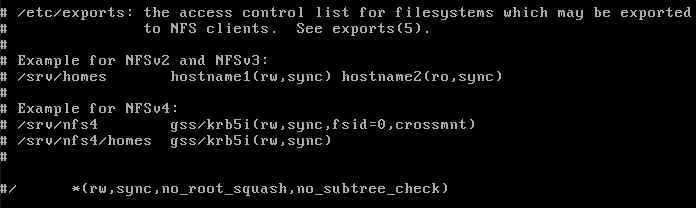 # /etc/exports: the access control list for filesystems which may be exported
#               to NFS clients.  See exports(5).
#
# Example for NFSv2 and NFSv3:
# /srv/homes       hostname1(rw,sync) hostname2(ro,sync)
#
# Example for NFSv4:
# /srv/nfs4        gss/krb5i(rw,sync,fsid=0,crossmnt)
# /srv/nfs4/homes  gss/krb5i(rw,sync)
#
#/      *(rw,sync,no_root_squash,no_subtree_check)